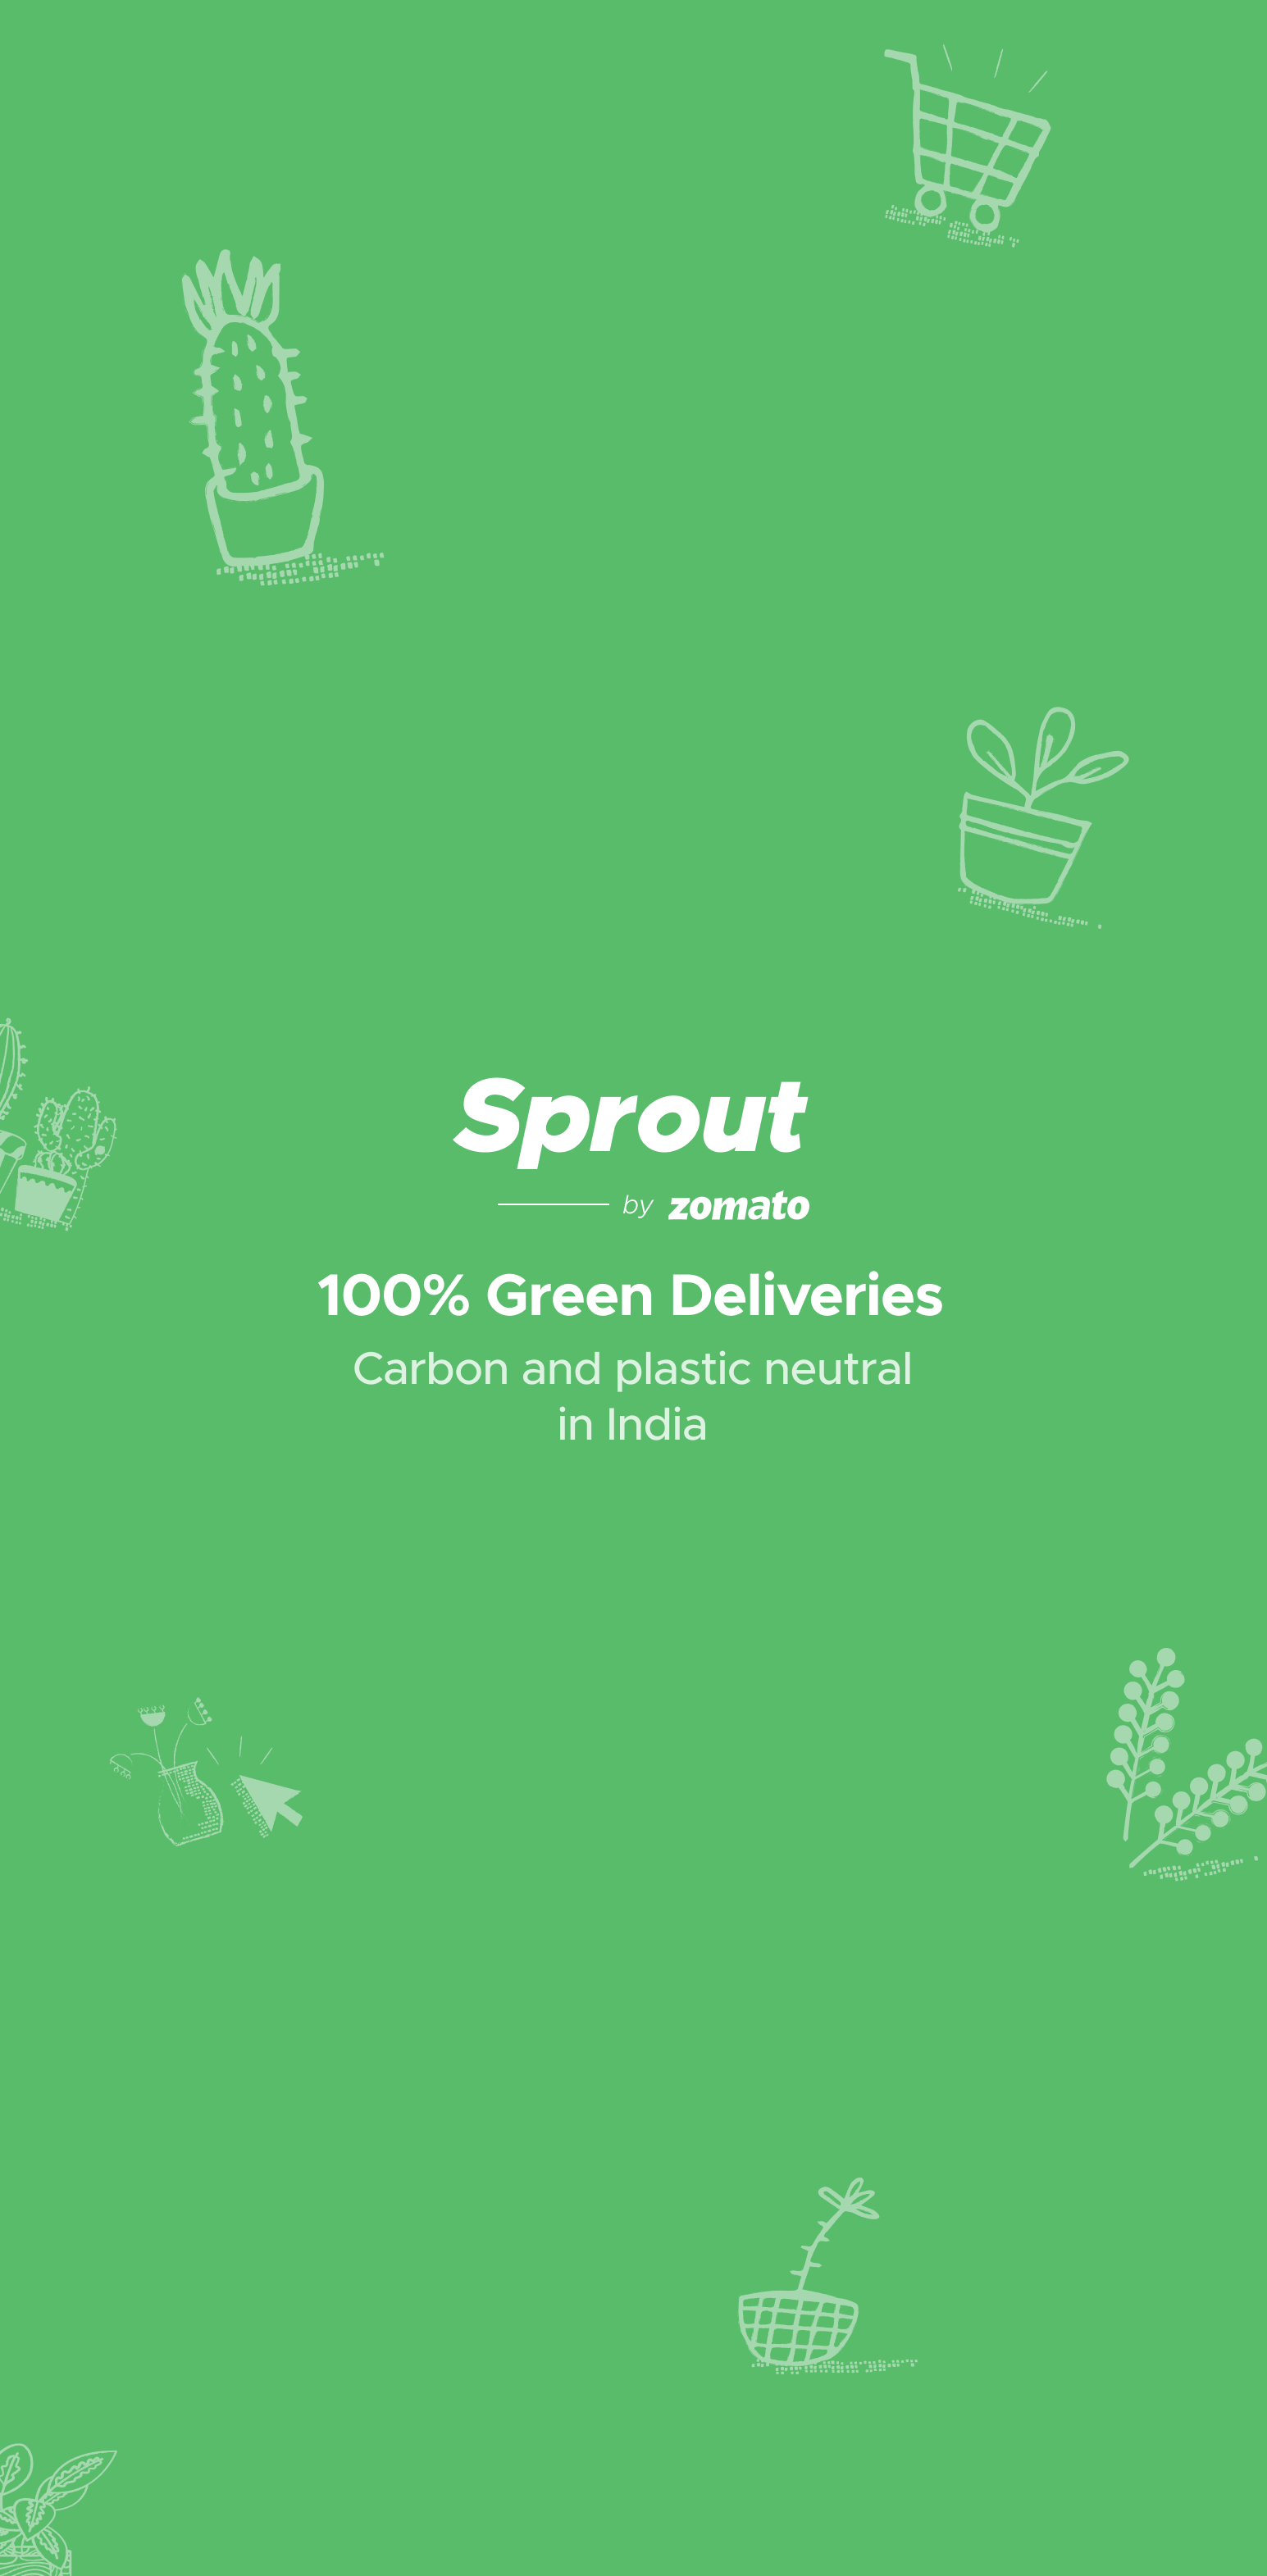 Sprout
by zomato
100% Green Deliveries
Carbon and plastic neutral
in India